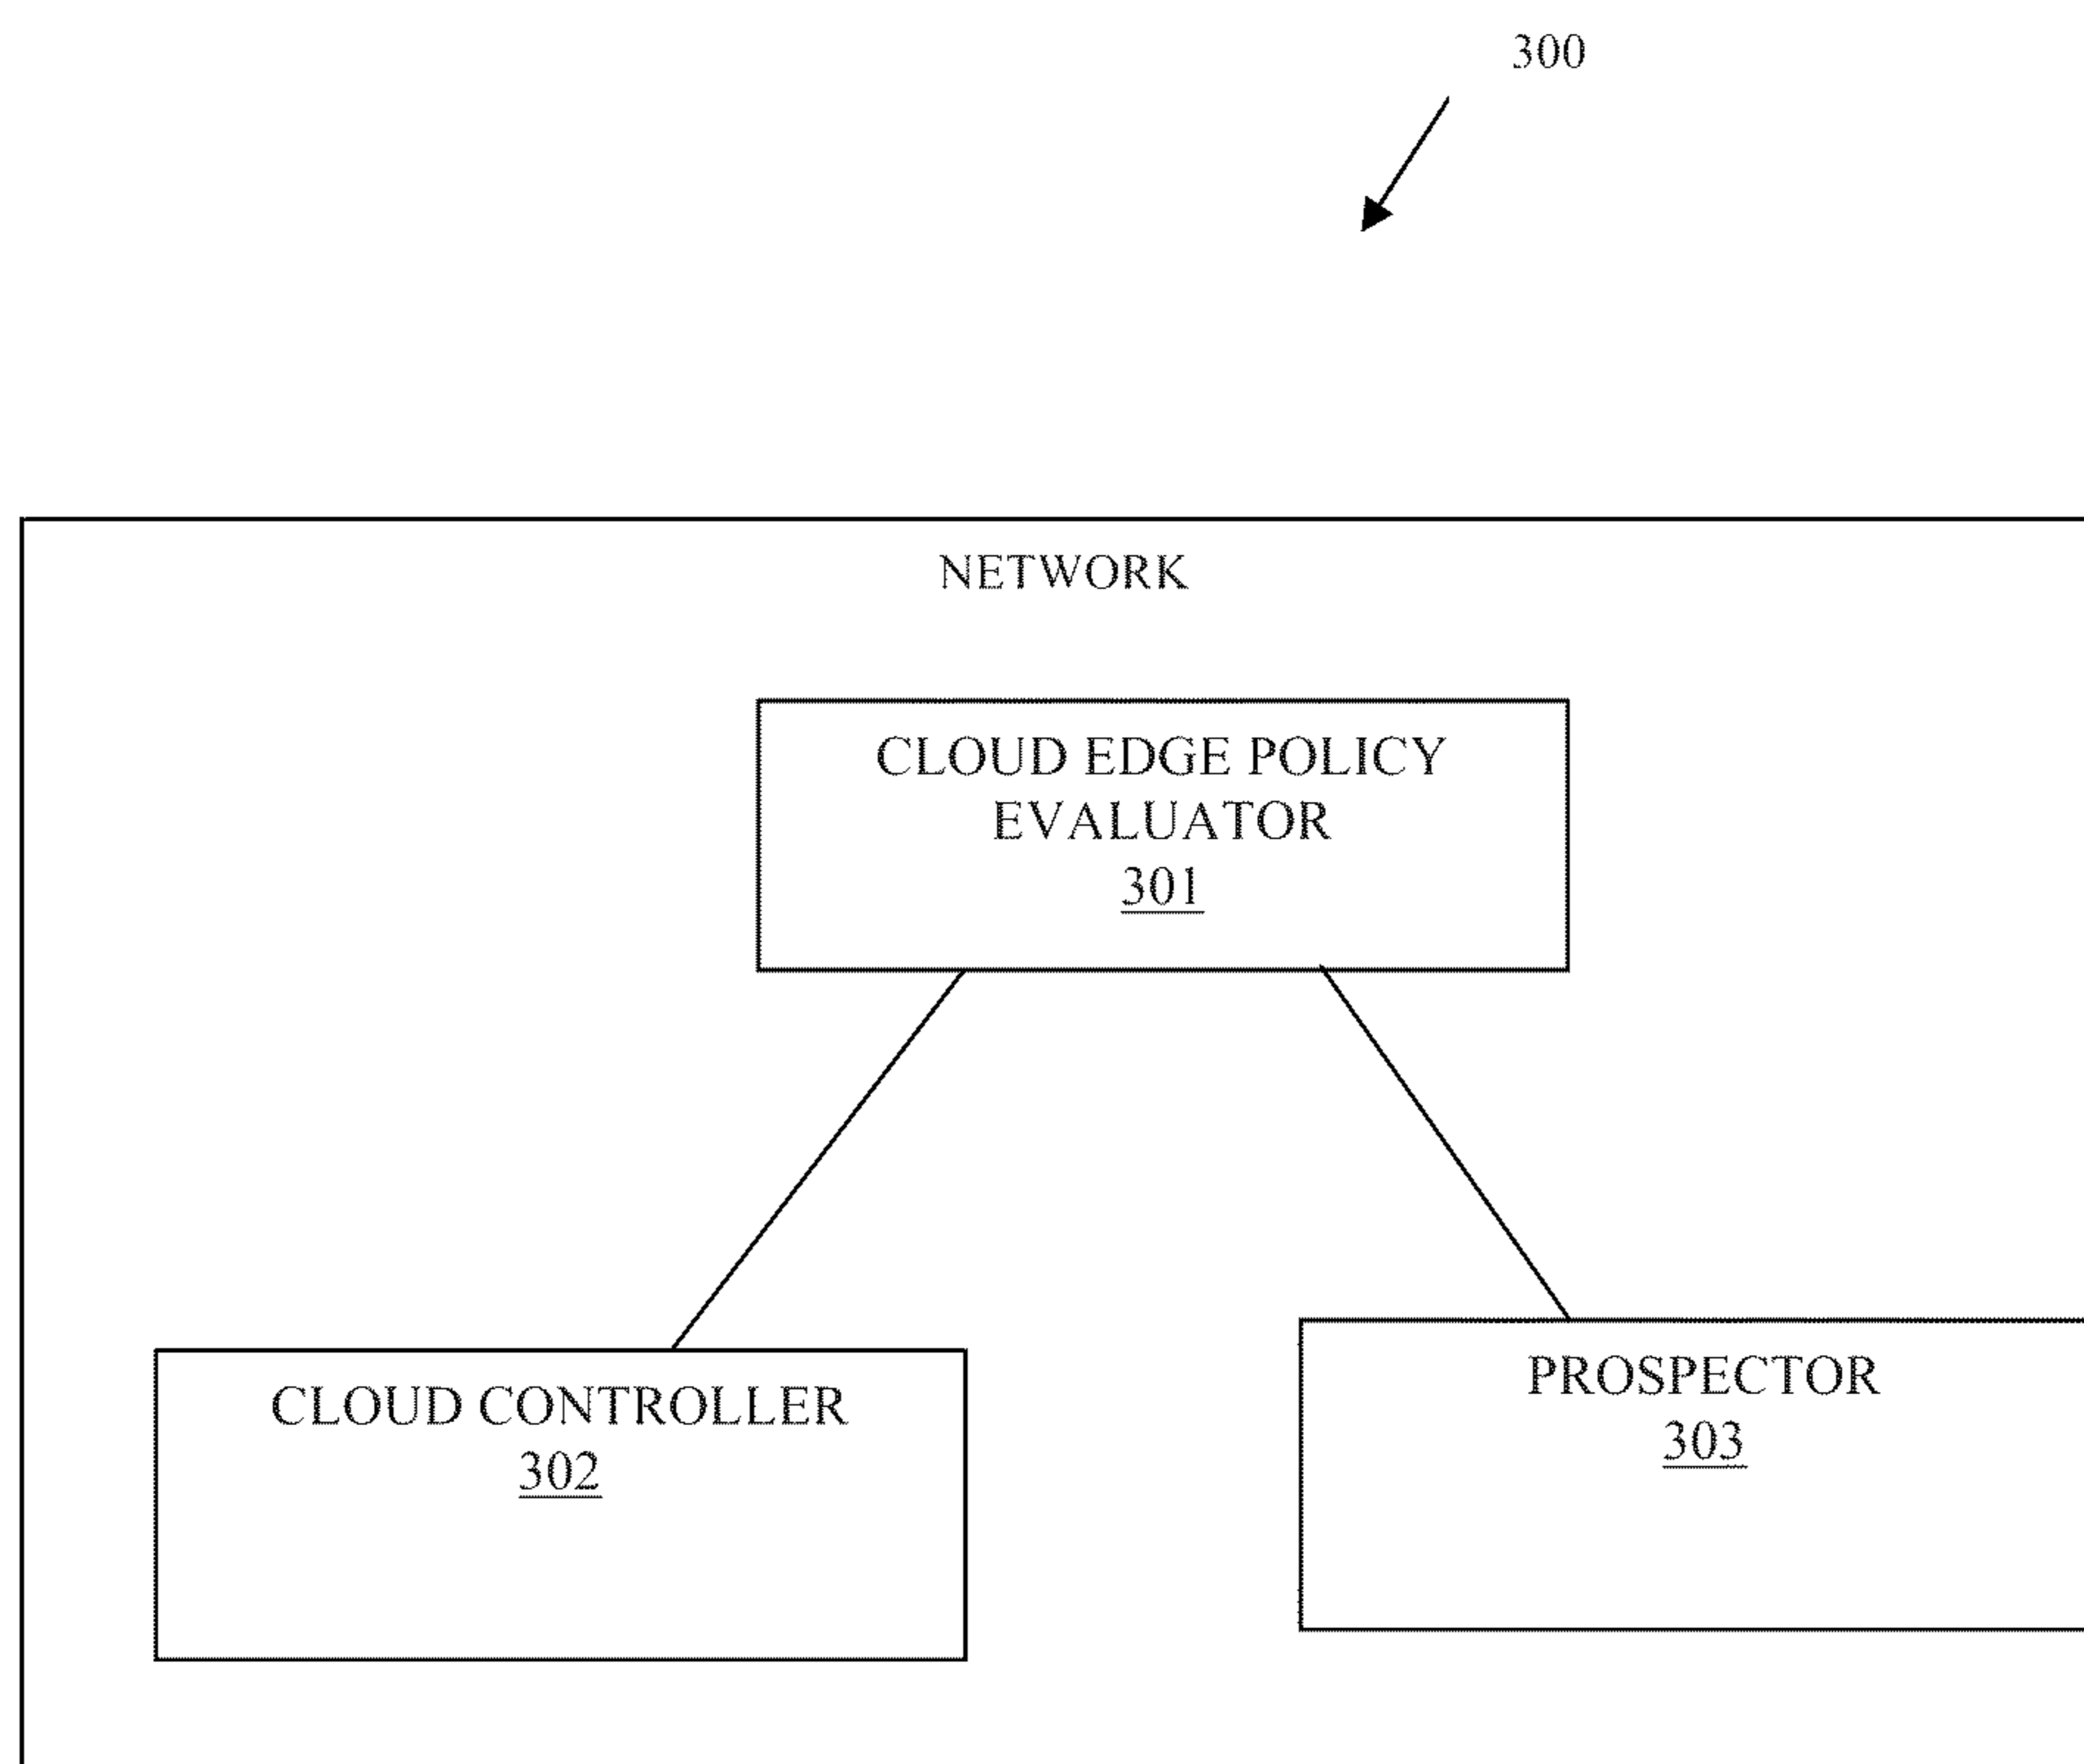 300
NETWORK
CLOUD EDGE POLICY
EVALUATOR
301
CLOUD CONTROLLER
302
PROSPECTOR
303